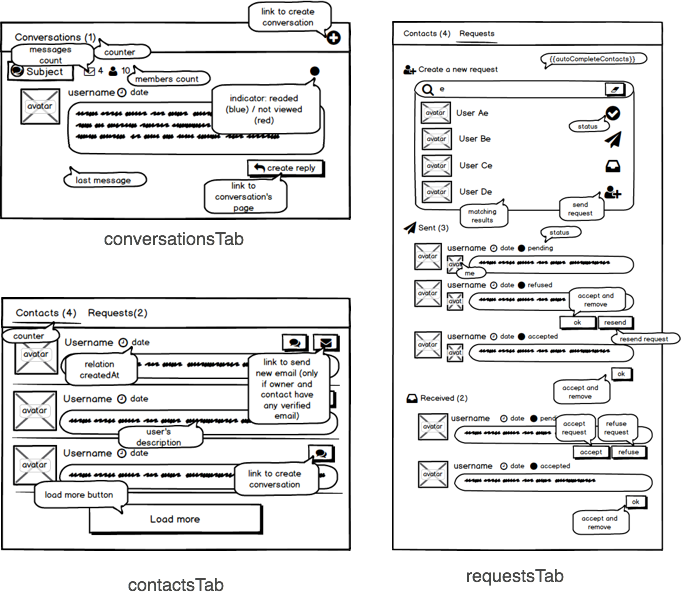 link to create
conversation
Conversations (1)
counter
messages
count
Subject
4
10
members count
username
date
avatar
indicator: readed
(blue) / not viewed
(red)
last message
create reply
link to
conversation's
page
conversationsTab
Contacts (4)
Requests(2)
counter
avatar
Username
date
relation
createdAt
link to send
new email (only
if owner and
contact have
any verified
email)
avatar
Username
date
user's
description
avatar
Username
date
link to create
conversation
load more button
Load more
contactsTab
Contacts (4)
Requests
{{autoCompleteContacts}}
Create a new request
e
avatar
User Ae
status
avatar
User Be
avatar
User Ce
avatar
User De
matching
results
send
request
Sent (3)
status
avatar
username
date
pending
avat
me
avatar
username
date
refused
avat
accept and
remove
ok
resend
resend request
avatar
username
date
accepted
avat
ok
accept and
remove
Received (2)
avatar
username
date
pend
accept
request
refuse
request
accept
refuse
avatar
username
date
accepted
ok
accept and
remove
requestsTab